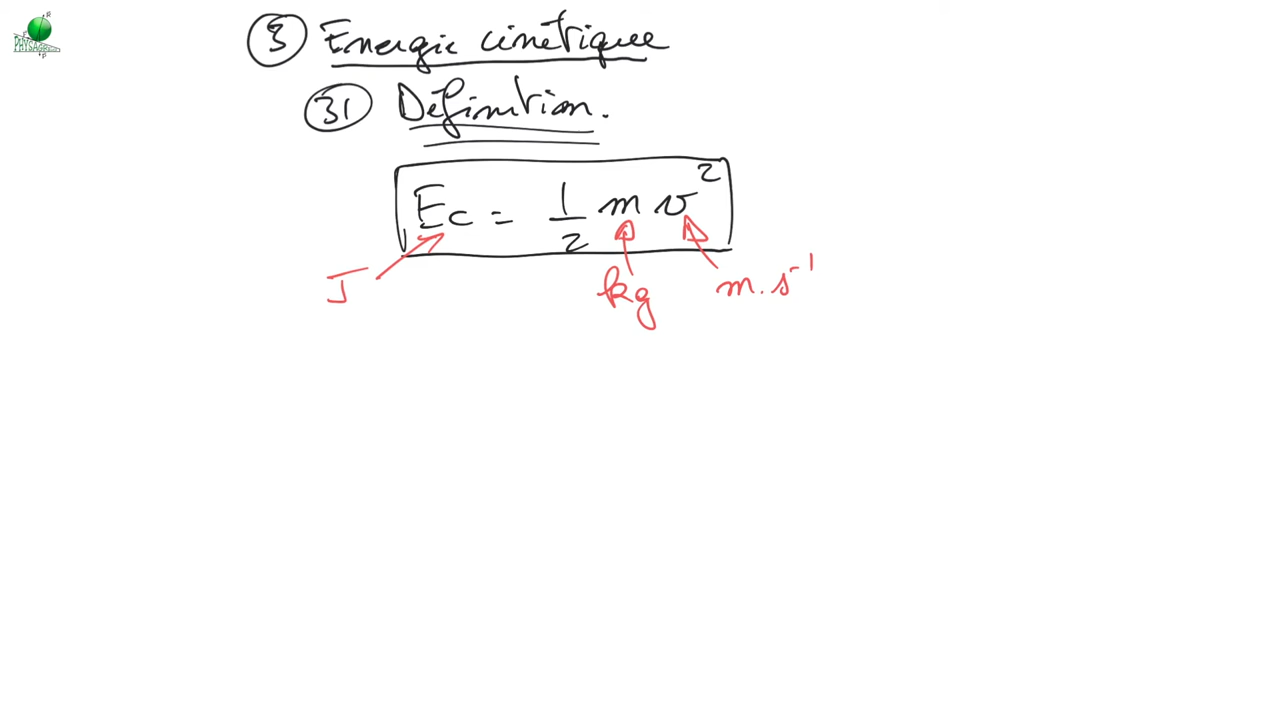 ③ Energie cinétique
㉛ Définition.
Ec = 1/2 m v²
J kg m.s⁻¹